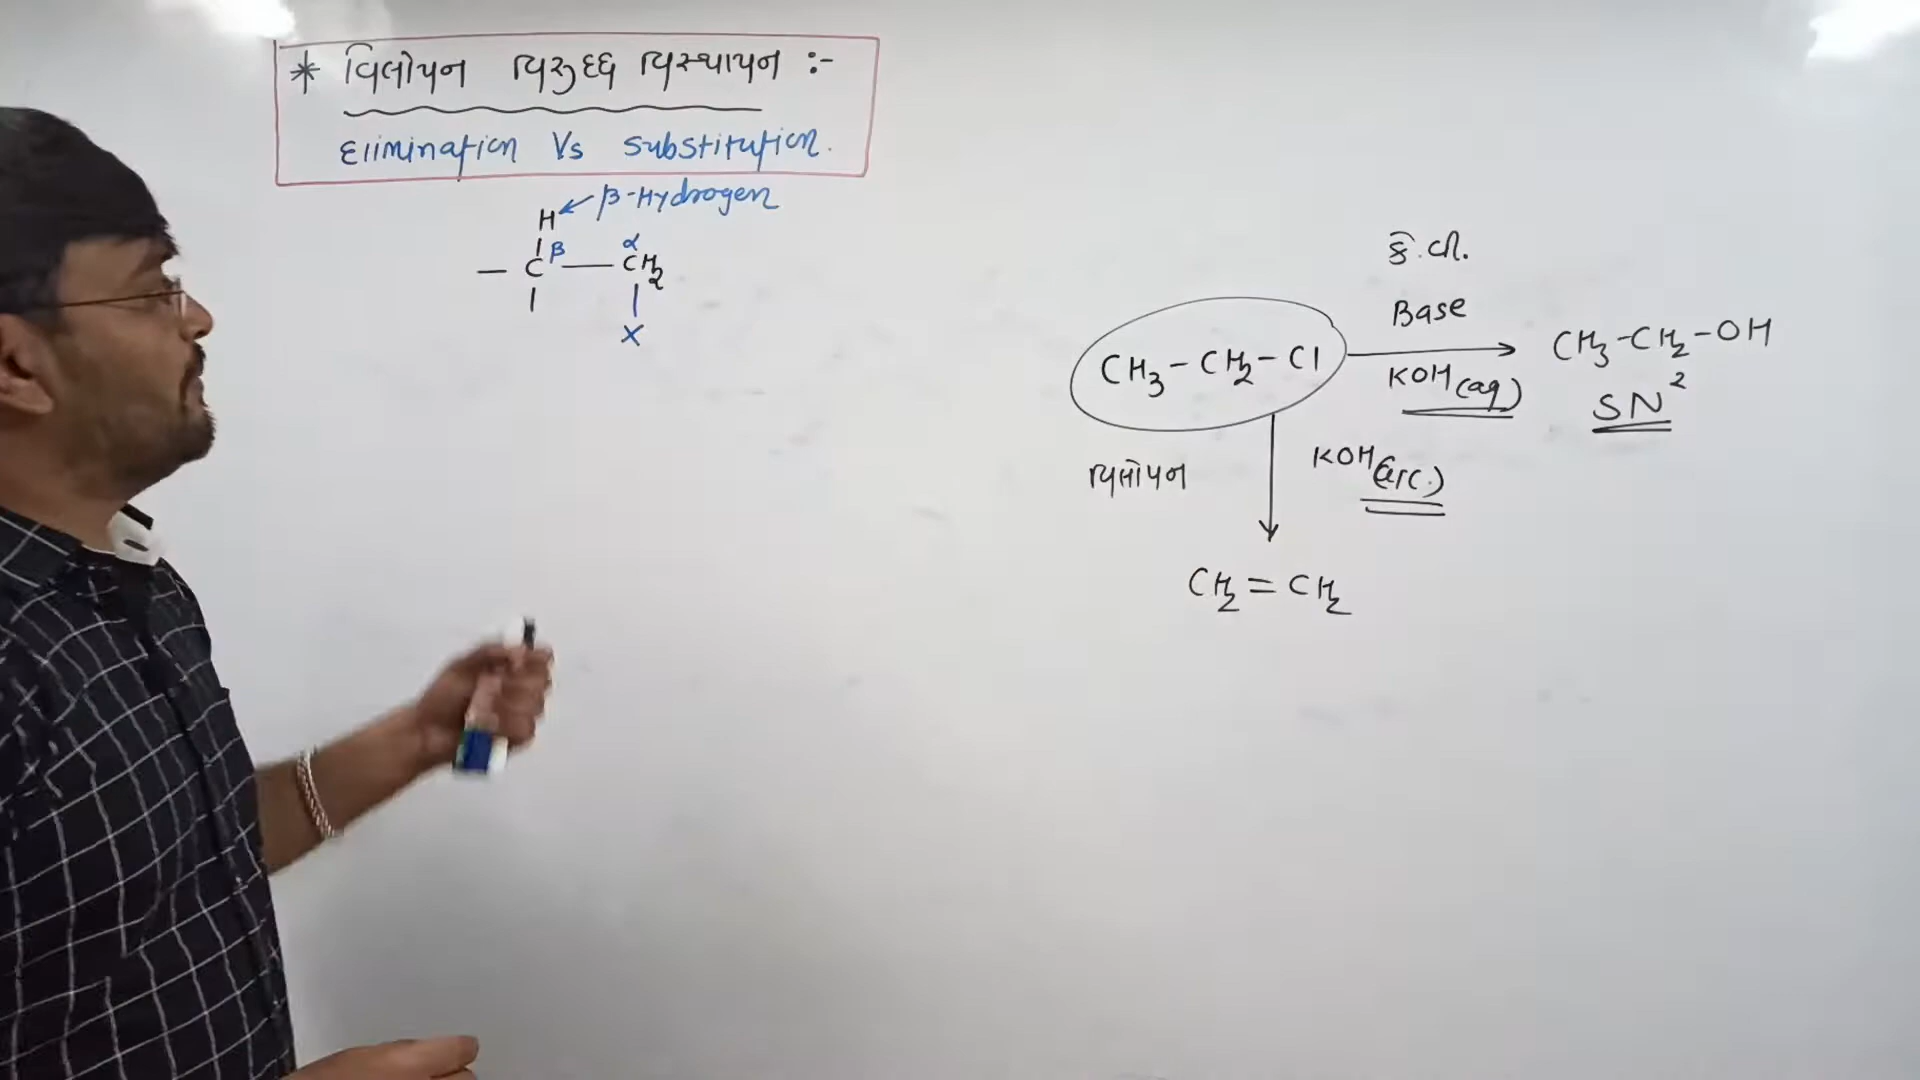 * વિલોપન વિરુદ્ધ વિસ્થાપન :-
Elimination Vs Substitution.
H ← β-Hydrogen
β α
— C — CH2
X
કે.પી.
Base
CH3-CH2-Cl → CH3-CH2-OH
KOH(aq)
SN2
વિલોપન KOH(alc.)
CH2=CH2